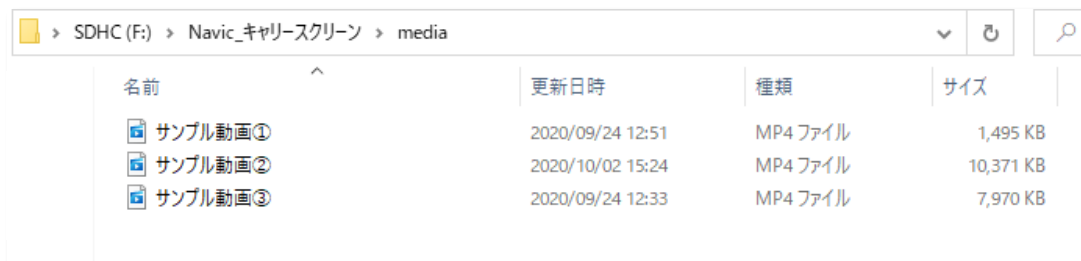 SDHC (F:) › Navic_キャリースクリーン › media
名前 更新日時 種類 サイズ
サンプル動画① 2020/09/24 12:51 MP4 ファイル 1,495 KB
サンプル動画② 2020/10/02 15:24 MP4 ファイル 10,371 KB
サンプル動画③ 2020/09/24 12:33 MP4 ファイル 7,970 KB